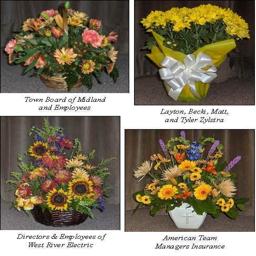 Town Board of Midland
and Employees
Layton, Becki, Matt,
and Tyler Zylstra
Directors & Employees of
West River Electric
American Team
Managers Insurance